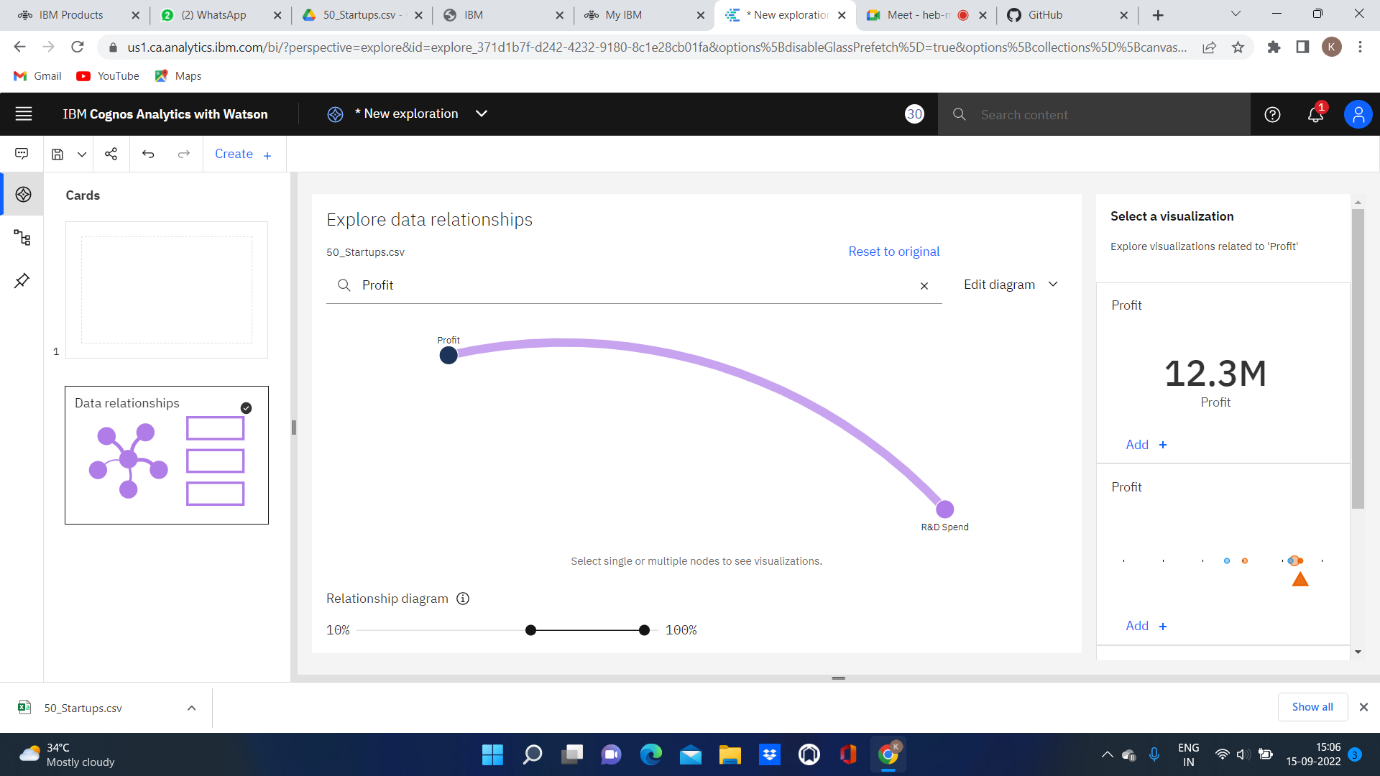 IBM Products
(2) WhatsApp
50_Startups.csv -
IBM
My IBM
* New exploration
Meet - heb-m
GitHub
us1.ca.analytics.ibm.com/bi/?perspective=explore&id=explore_371d1b7f-d242-4232-9180-8c1e28cb01fa&options%5BdisableGlassPrefetch%5D=true&options%5Bcollections%5D%5Bcanvas...
K
Gmail
YouTube
Maps
IBM Cognos Analytics with Watson
* New exploration
30
Search content
1
Create +
Cards
1
Data relationships
Explore data relationships
50_Startups.csv
Reset to original
Profit
Edit diagram
Profit
R&D Spend
Select single or multiple nodes to see visualizations.
Relationship diagram
10%
100%
Select a visualization
Explore visualizations related to 'Profit'
Profit
12.3M
Profit
Add +
Profit
Add +
50_Startups.csv
Show all
34°C
Mostly cloudy
K
ENG
IN
15:06
15-09-2022
3